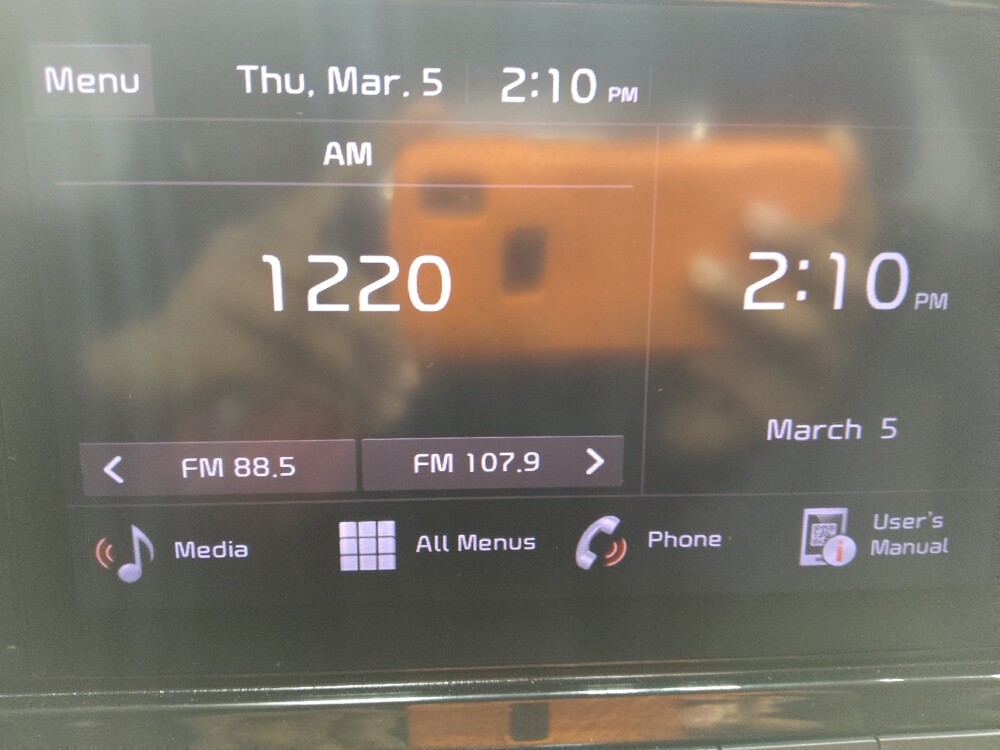 Menu Thu, Mar. 5 2:10 PM
AM
1220
2:10 PM
March 5
FM 88.5 FM 107.9
Media All Menus Phone User's
Manual